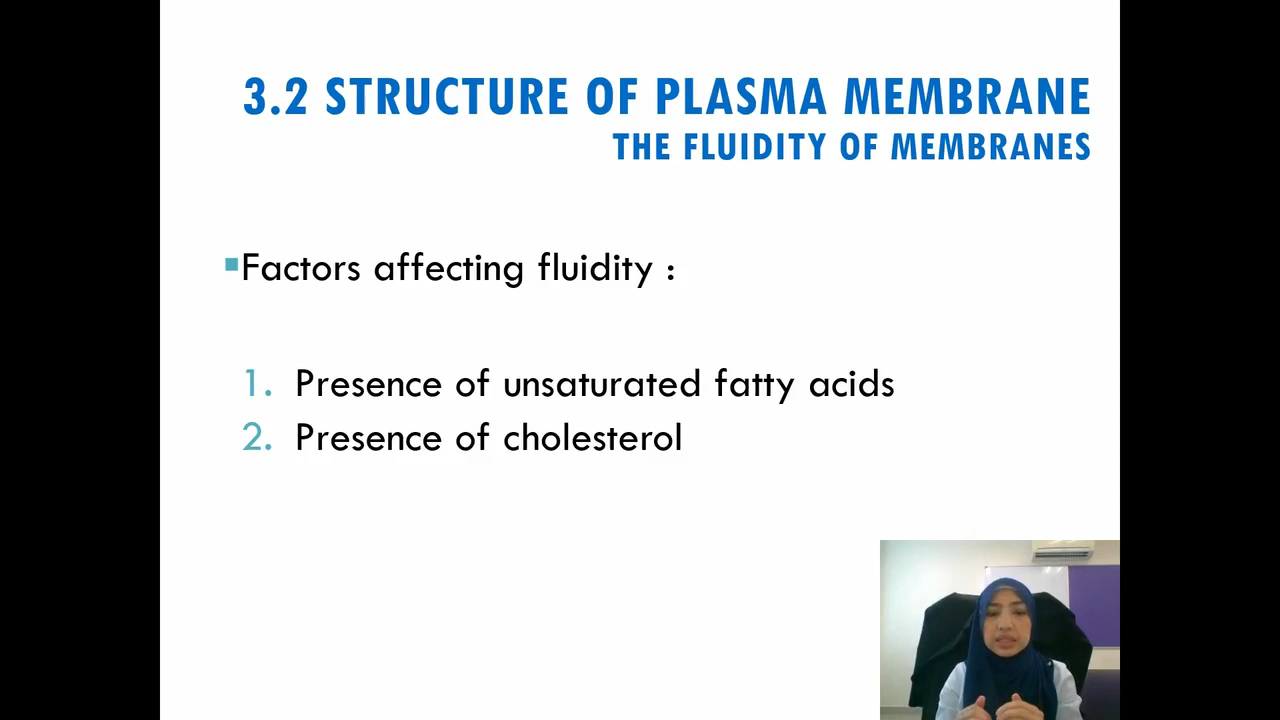 3.2 STRUCTURE OF PLASMA MEMBRANE
THE FLUIDITY OF MEMBRANES
Factors affecting fluidity :
1. Presence of unsaturated fatty acids
2. Presence of cholesterol